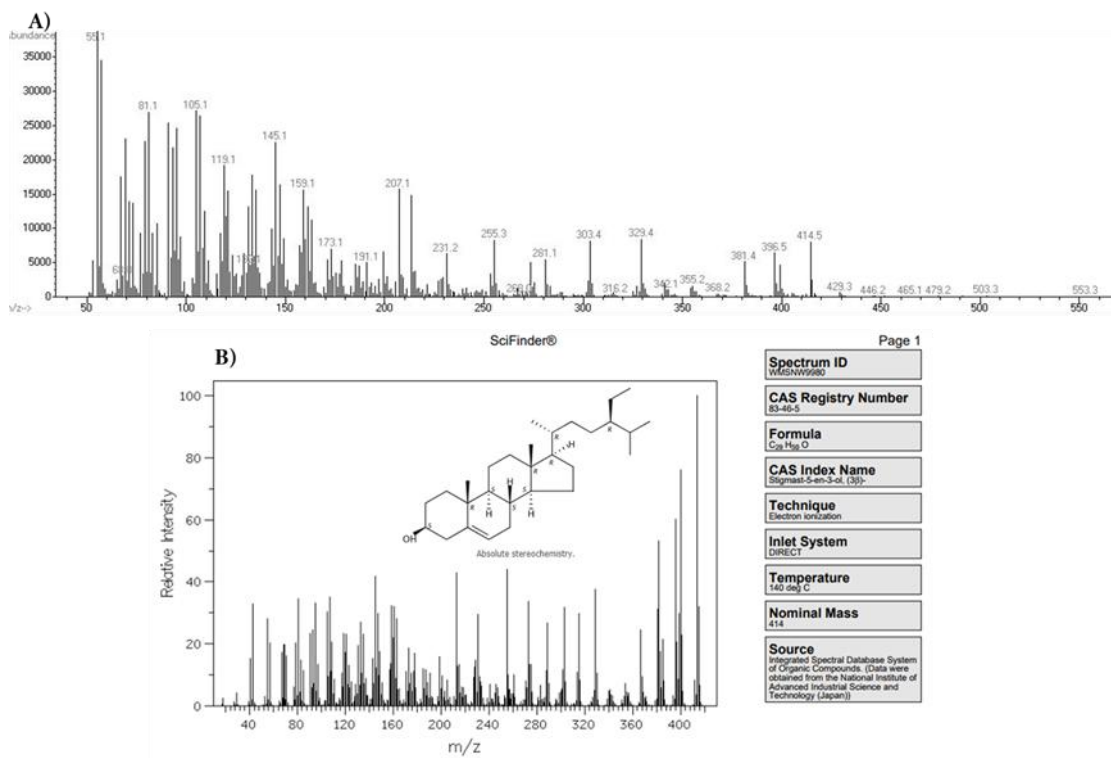 A)
bundance
55.1
35000
30000
25000
20000
15000
10000
5000
0
81.1
105.1
119.1
145.1
159.1
173.1
191.1
207.1
231.2
255.3
281.1
303.4
316.2
329.4
342.1
355.2
368.2
381.4
396.5
414.5
429.3
446.2
465.1
479.2
503.3
553.3
/z-->
50 100 150 200 250 300 350 400 450 500 550
SciFinder®
Page 1
B)
Relative Intensity
100
80
60
40
20
0
OH
H
H
H
H
R
R
R
R
R
S
S
S
S
Absolute stereochemistry.
40 80 120 160 200 240 280 320 360 400
m/z
Spectrum ID
WMSNW9980
CAS Registry Number
83-46-5
Formula
C29 H50 O
CAS Index Name
Stigmast-5-en-3-ol, (3β)-
Technique
Electron ionization
Inlet System
DIRECT
Temperature
140 deg C
Nominal Mass
414
Source
Integrated Spectral Database System
of Organic Compounds. (Data were
obtained from the National Institute of
Advanced Industrial Science and
Technology (Japan))